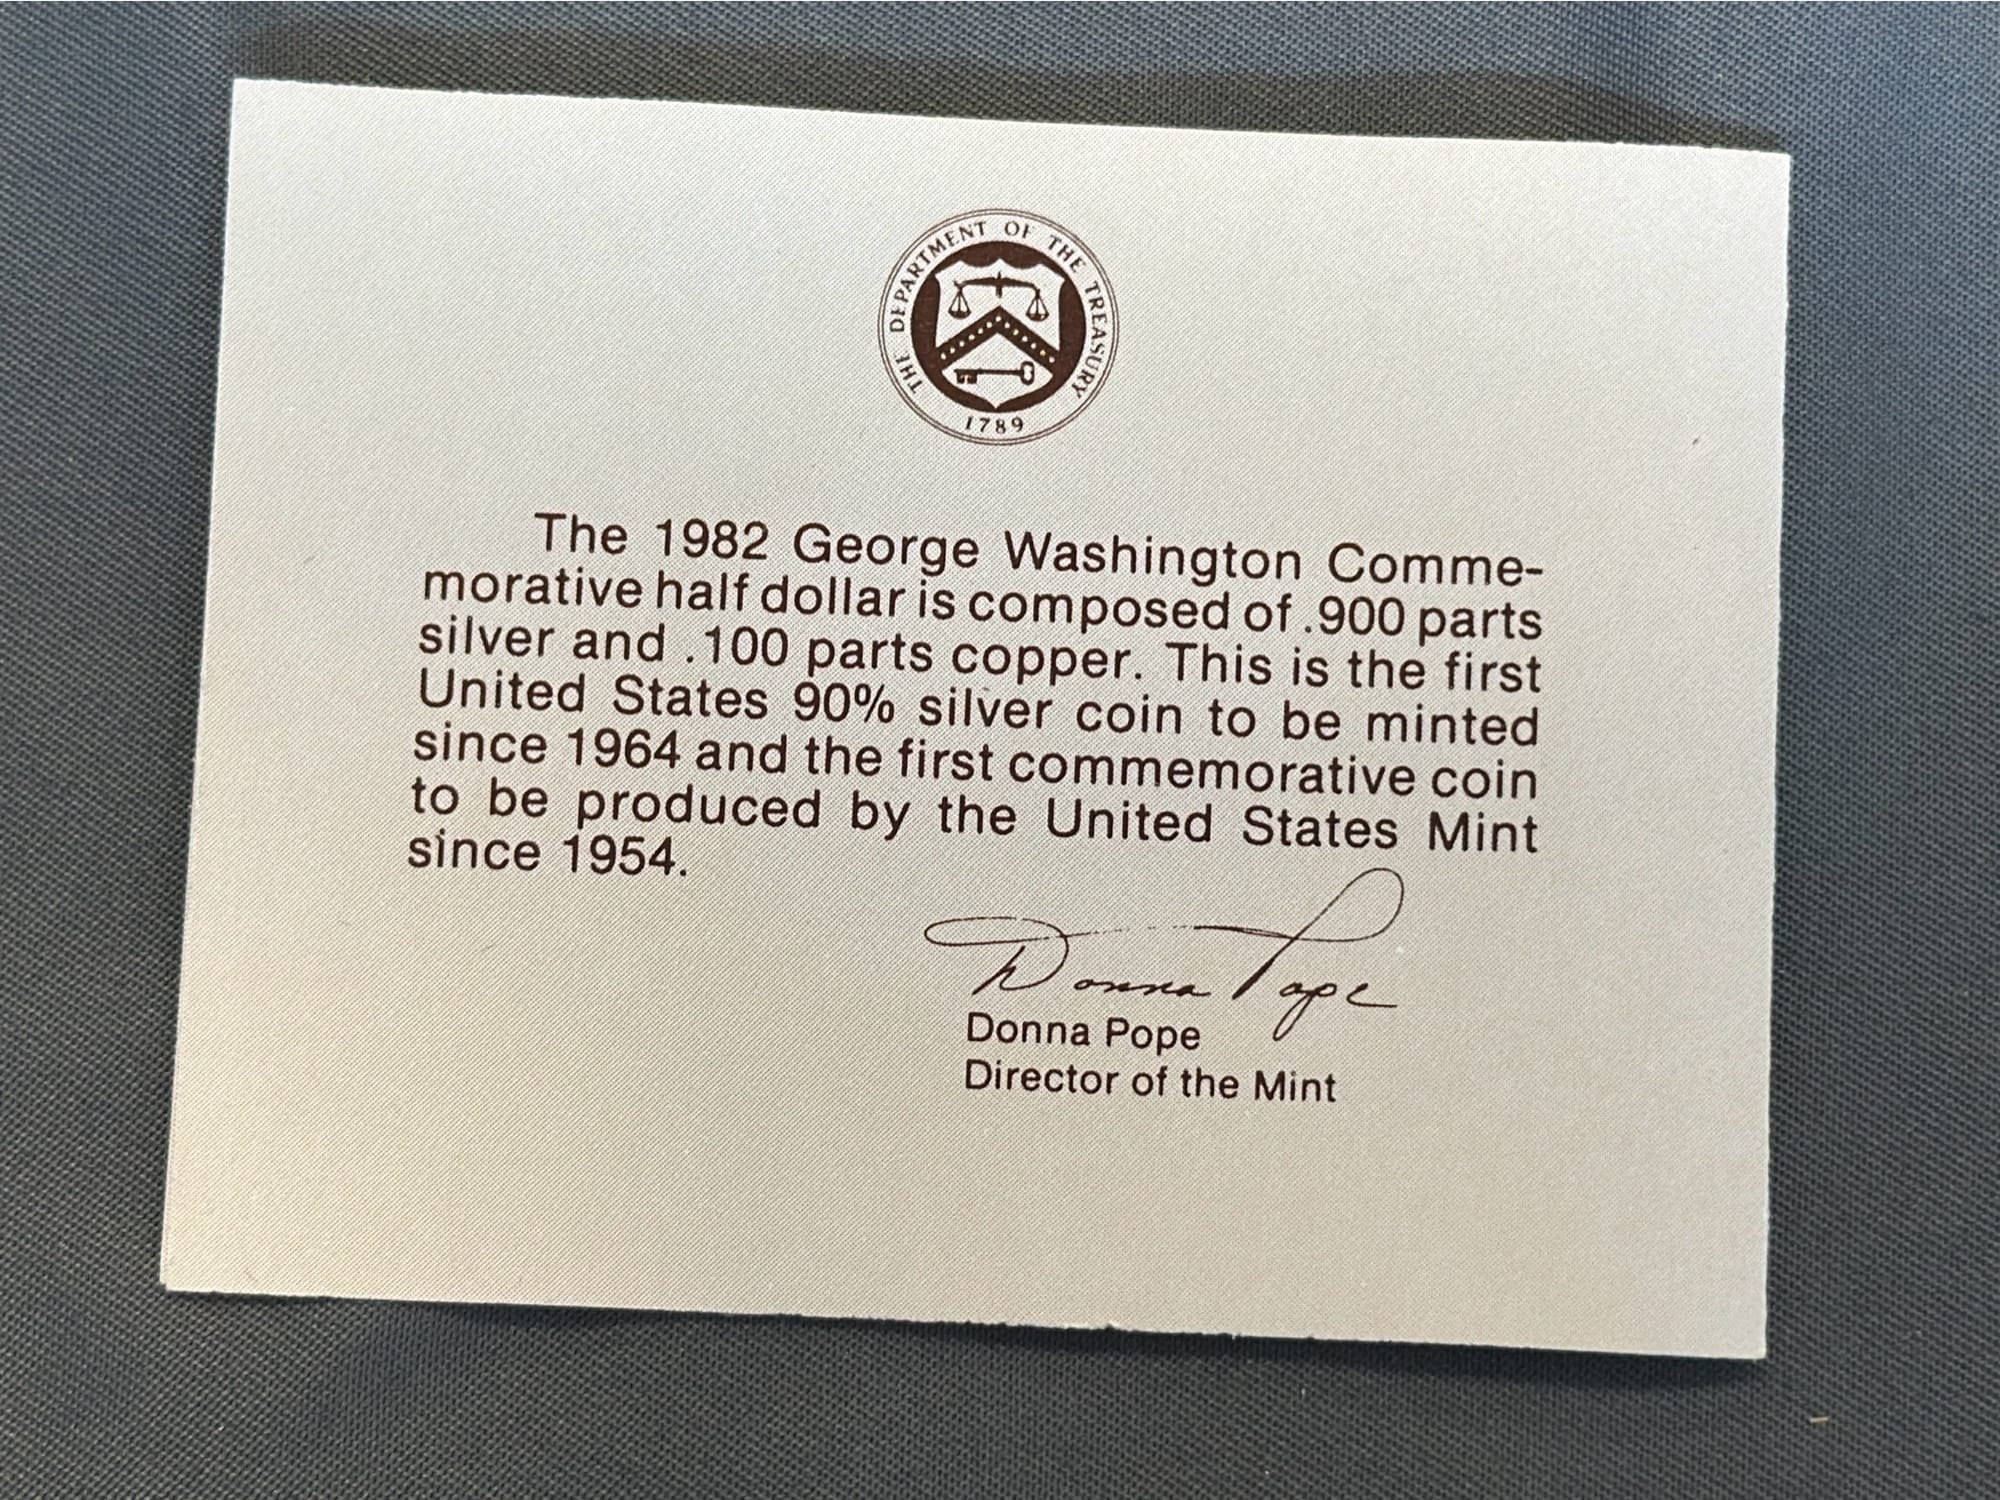 THE DEPARTMENT OF THE TREASURY
1789
The 1982 George Washington Comme-
morative half dollar is composed of .900 parts
silver and .100 parts copper. This is the first
United States 90% silver coin to be minted
since 1964 and the first commemorative coin
to be produced by the United States Mint
since 1954.
Donna Pope
Donna Pope
Director of the Mint